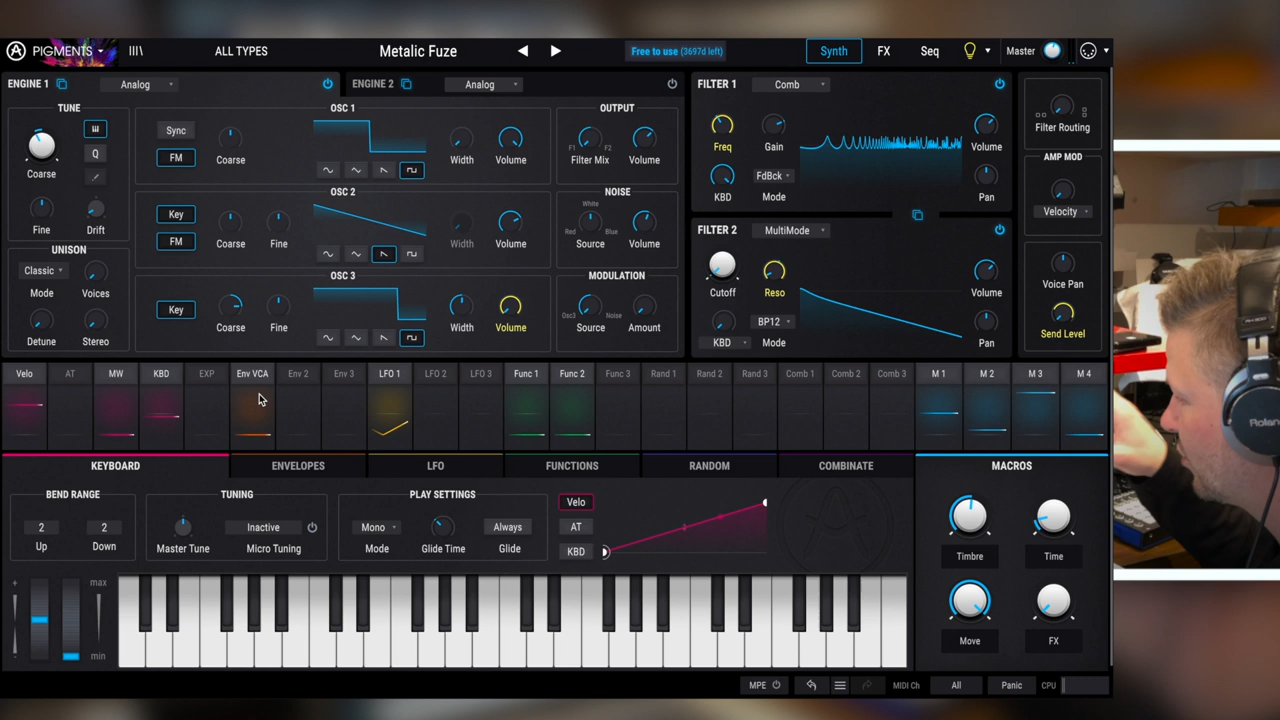 PIGMENTS
ALL TYPES
Metalic Fuze
Free to use (3697d left)
Synth
FX
Seq
Master
ENGINE 1
Analog
ENGINE 2
Analog
TUNE
Coarse
Q
Fine
Drift
UNISON
Classic
Mode
Voices
Detune
Stereo
OSC 1
Sync
FM
Coarse
Width
Volume
OSC 2
Key
FM
Coarse
Fine
Width
Volume
OSC 3
Key
Coarse
Fine
Width
Volume
OUTPUT
F1
F2
Filter Mix
Volume
NOISE
White
Red
Blue
Source
Volume
MODULATION
Osc3
Noise
Source
Amount
FILTER 1
Comb
Freq
Gain
Volume
KBD
FdBck
Mode
Pan
FILTER 2
MultiMode
Cutoff
Reso
Volume
KBD
BP12
Mode
Pan
Filter Routing
AMP MOD
Velocity
Voice Pan
Send Level
Velo AT MW KBD EXP Env VCA Env 2 Env 3 LFO 1 LFO 2 LFO 3 Func 1 Func 2 Func 3 Rand 1 Rand 2 Rand 3 Comb 1 Comb 2 Comb 3 M 1 M 2 M 3 M 4
KEYBOARD ENVELOPES LFO FUNCTIONS RANDOM COMBINATE MACROS
BEND RANGE
2 2
Up Down
TUNING
Inactive
Master Tune
Micro Tuning
PLAY SETTINGS
Mono
Always
Mode
Glide Time
Glide
Velo
AT
KBD
Timbre
Time
Move
FX
+
-
max
min
MPE
MIDI Ch
All
Panic
CPU
Roland